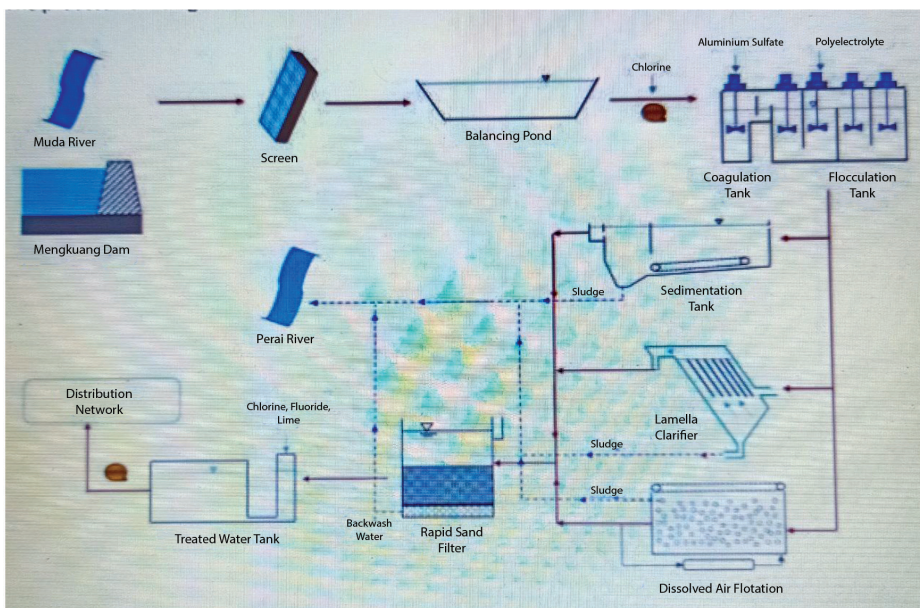 Aluminium Sulfate
Polyelectrolyte
Chlorine
Muda River
Screen
Balancing Pond
Coagulation
Tank
Flocculation
Tank
Mengkuang Dam
Sludge
Sedimentation
Tank
Perai River
Distribution
Network
Chlorine, Fluoride,
Lime
Lamella
Clarifier
Sludge
Sludge
Backwash
Water
Rapid Sand
Filter
Treated Water Tank
Dissolved Air Flotation